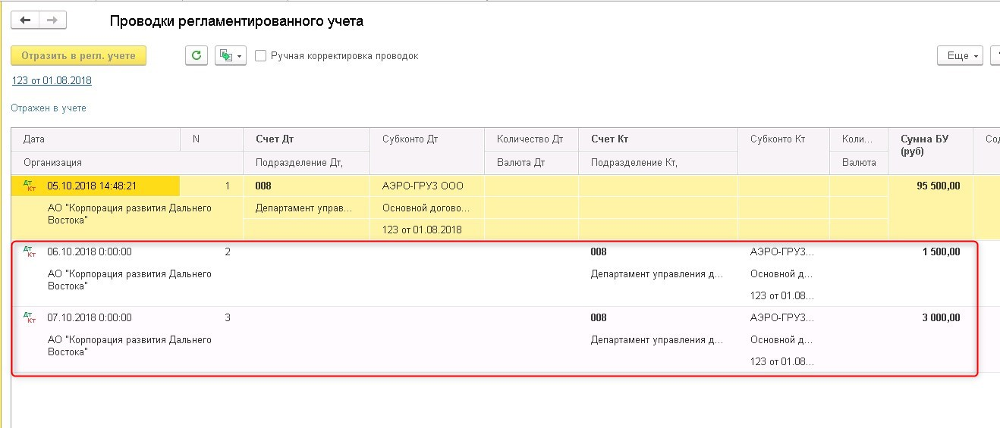 Проводки регламентированного учета
Отразить в регл. учете
Ручная корректировка проводок
Еще
123 от 01.08.2018
Отражен в учете
Дата N Счет Дт Субконто Дт Количество Дт Счет Кт Субконто Кт Коли... Сумма БУ (руб) Сод
Организация Подразделение Дт, Валюта Дт Подразделение Кт, Валюта
Дт Кт 05.10.2018 14:48:21 1 008 АЭРО-ГРУЗ ООО 95 500,00
АО "Корпорация развития Дальнего Департамент управ... Основной догово...
Востока"
123 от 01.08.2018
Дт Кт 06.10.2018 0:00:00 2 008 АЭРО-ГРУЗ... 1 500,00
АО "Корпорация развития Дальнего Департамент управления д... Основной д...
Востока"
123 от 01.08...
Дт Кт 07.10.2018 0:00:00 3 008 АЭРО-ГРУЗ... 3 000,00
АО "Корпорация развития Дальнего Департамент управления д... Основной д...
Востока"
123 от 01.08...